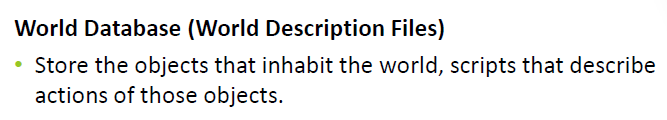 World Database (World Description Files)
• Store the objects that inhabit the world, scripts that describe
actions of those objects.